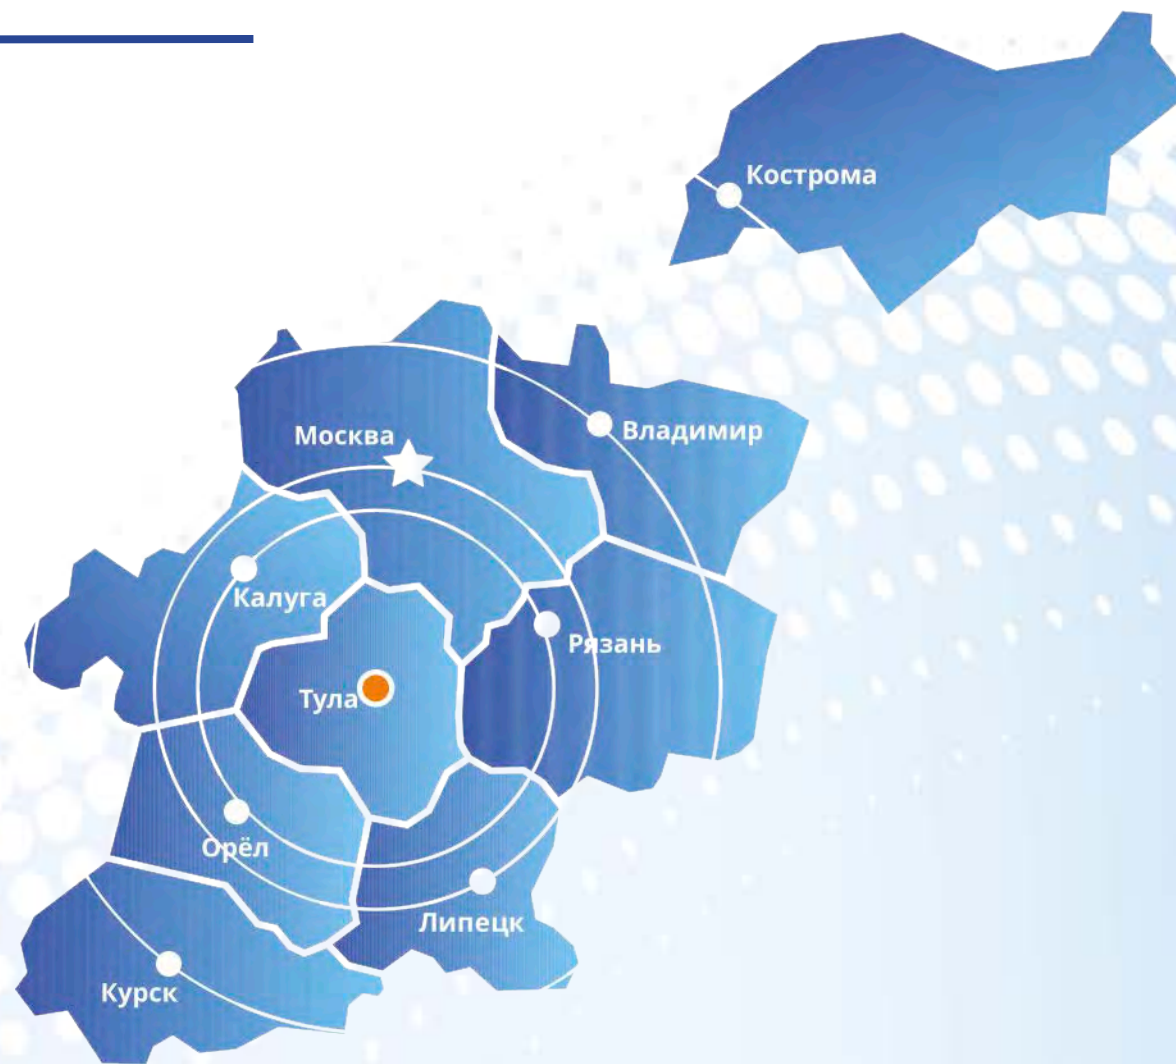 Кострома
Москва
Владимир
Калуга
Рязань
Тула
Орёл
Липецк
Курск